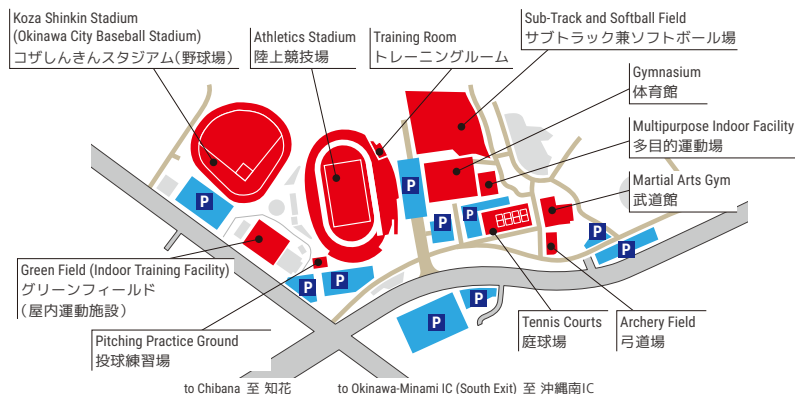 Koza Shinkin Stadium
(Okinawa City Baseball Stadium)
コザしんきんスタジアム(野球場)
Athletics Stadium
陸上競技場
Training Room
トレーニングルーム
Sub-Track and Softball Field
サブトラック兼ソフトボール場
Gymnasium
体育館
Multipurpose Indoor Facility
多目的運動場
Martial Arts Gym
武道館
P
P
P
P
P
P
P
P
P
P
P
Green Field (Indoor Training Facility)
グリーンフィールド
(屋内運動施設)
Pitching Practice Ground
投球練習場
Tennis Courts
庭球場
Archery Field
弓道場
to Chibana 至 知花
to Okinawa-Minami IC (South Exit) 至 沖縄南IC